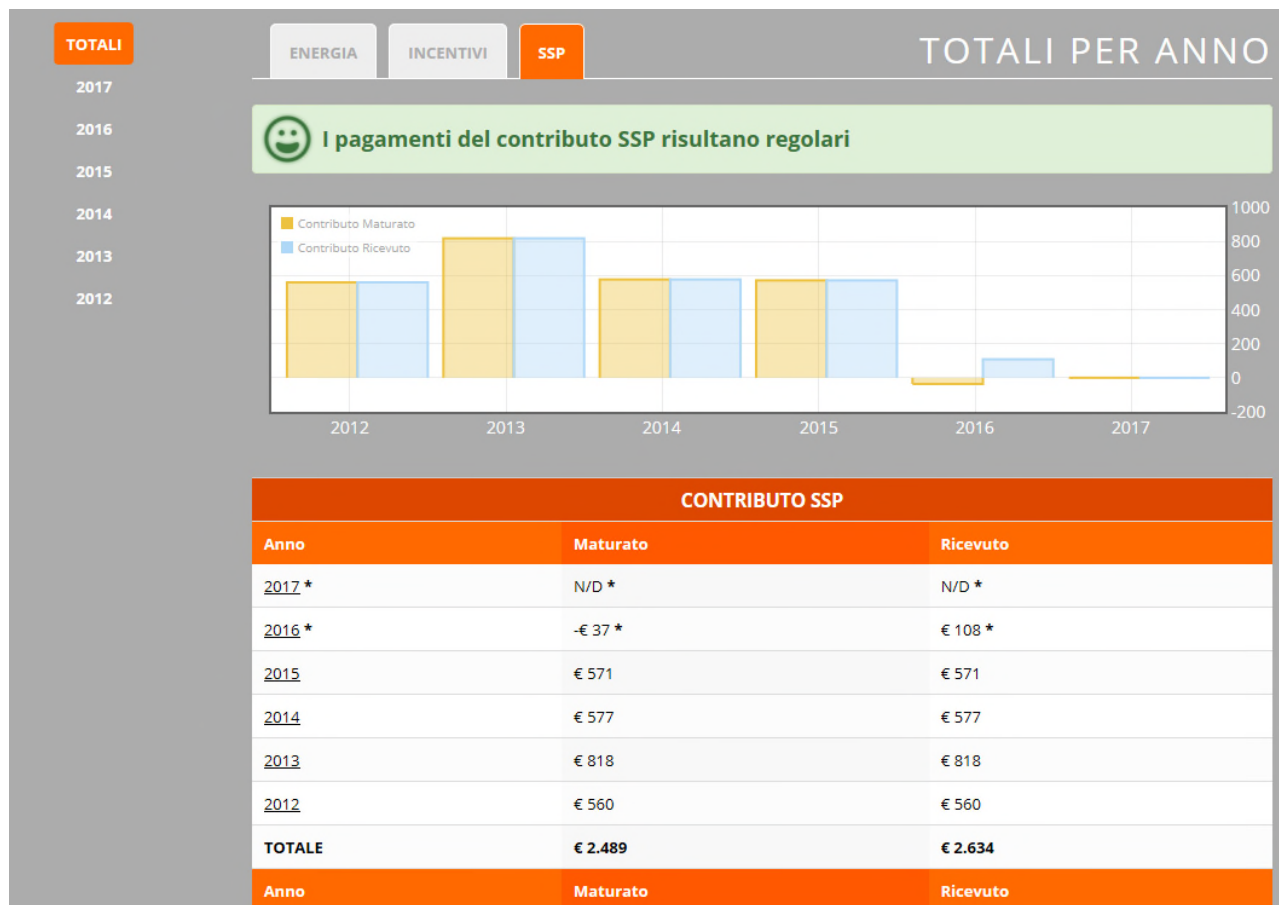 TOTALI
2017
2016
2015
2014
2013
2012
ENERGIA INCENTIVI SSP TOTALI PER ANNO
I pagamenti del contributo SSP risultano regolari
Contributo Maturato
Contributo Ricevuto
1000
800
600
400
200
0
-200
2012 2013 2014 2015 2016 2017
CONTRIBUTO SSP
Anno Maturato Ricevuto
2017 * N/D * N/D *
2016 * -€ 37 * € 108 *
2015 € 571 € 571
2014 € 577 € 577
2013 € 818 € 818
2012 € 560 € 560
TOTALE € 2.489 € 2.634
Anno Maturato Ricevuto